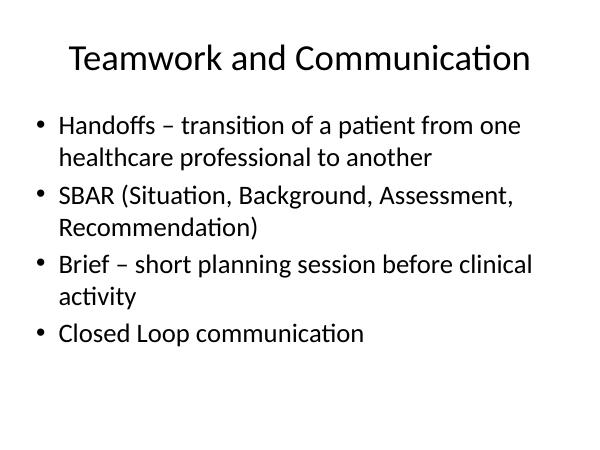 Teamwork and Communication
• Handoffs – transition of a patient from one
healthcare professional to another
• SBAR (Situation, Background, Assessment,
Recommendation)
• Brief – short planning session before clinical
activity
• Closed Loop communication